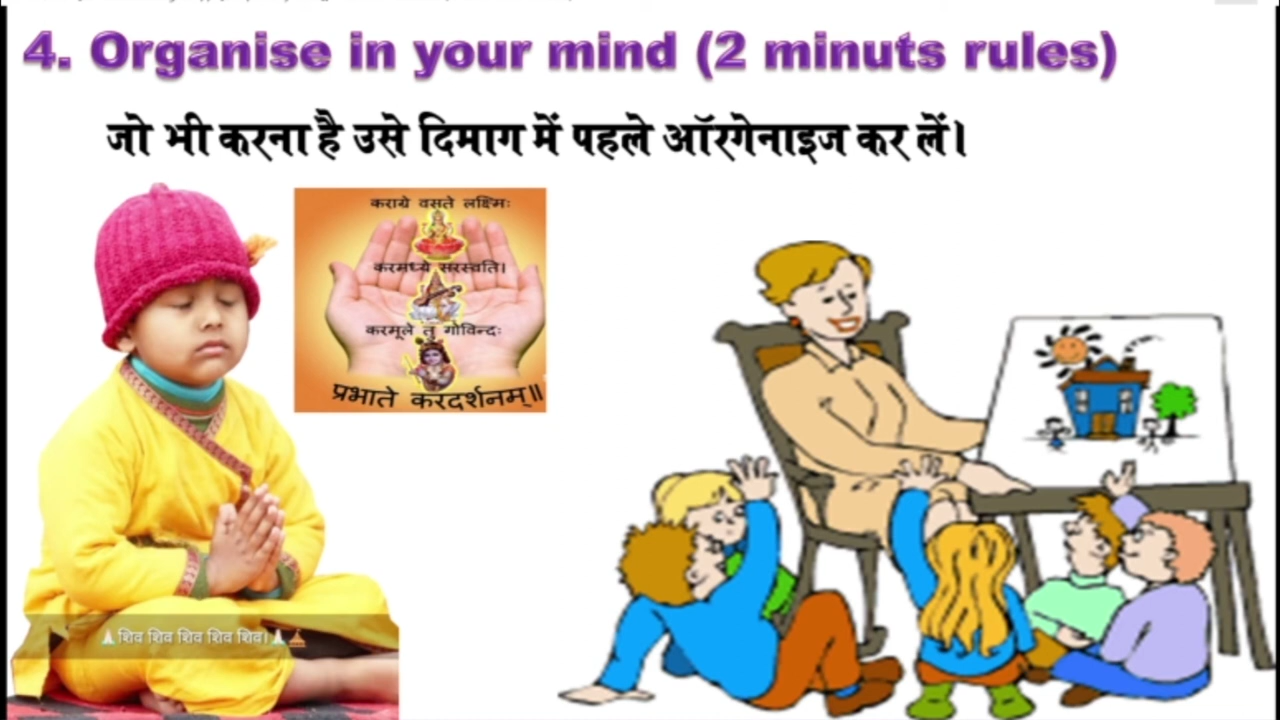 4. Organise in your mind (2 minuts rules)
जो भी करना है उसे दिमाग में पहले ऑरगेनाइज कर लें।
कराग्रे वसते लक्ष्मिः
करमध्ये सरस्वति।
करमूले तु गोविन्दः
प्रभाते करदर्शनम्॥
शिव शिव शिव शिव शिव।